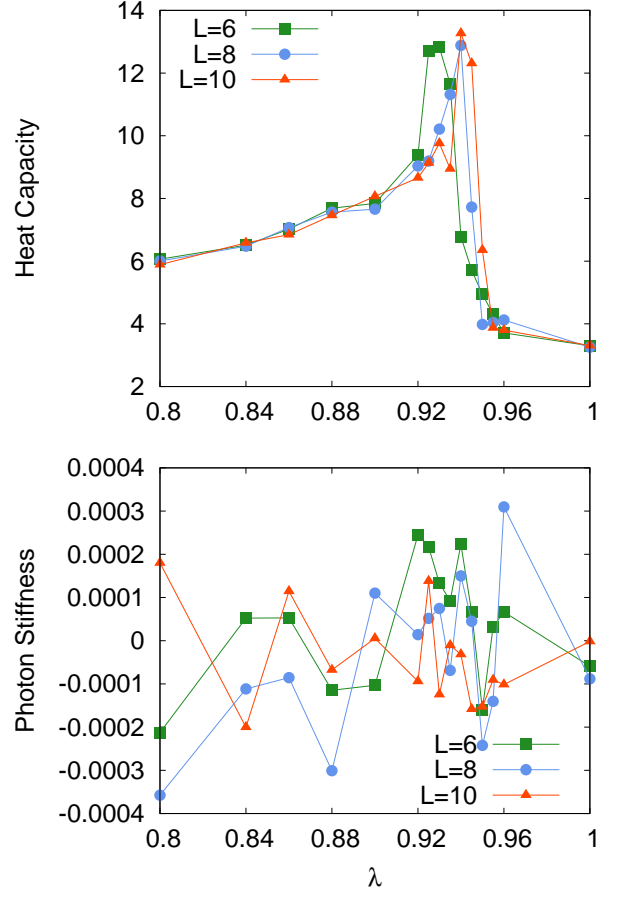 14
12
10
8
6
4
2
Heat Capacity
L=6
L=8
L=10
0.8 0.84 0.88 0.92 0.96 1
0.0004
0.0003
0.0002
0.0001
0
-0.0001
-0.0002
-0.0003
-0.0004
Photon Stiffness
L=6
L=8
L=10
0.8 0.84 0.88 0.92 0.96 1
λ